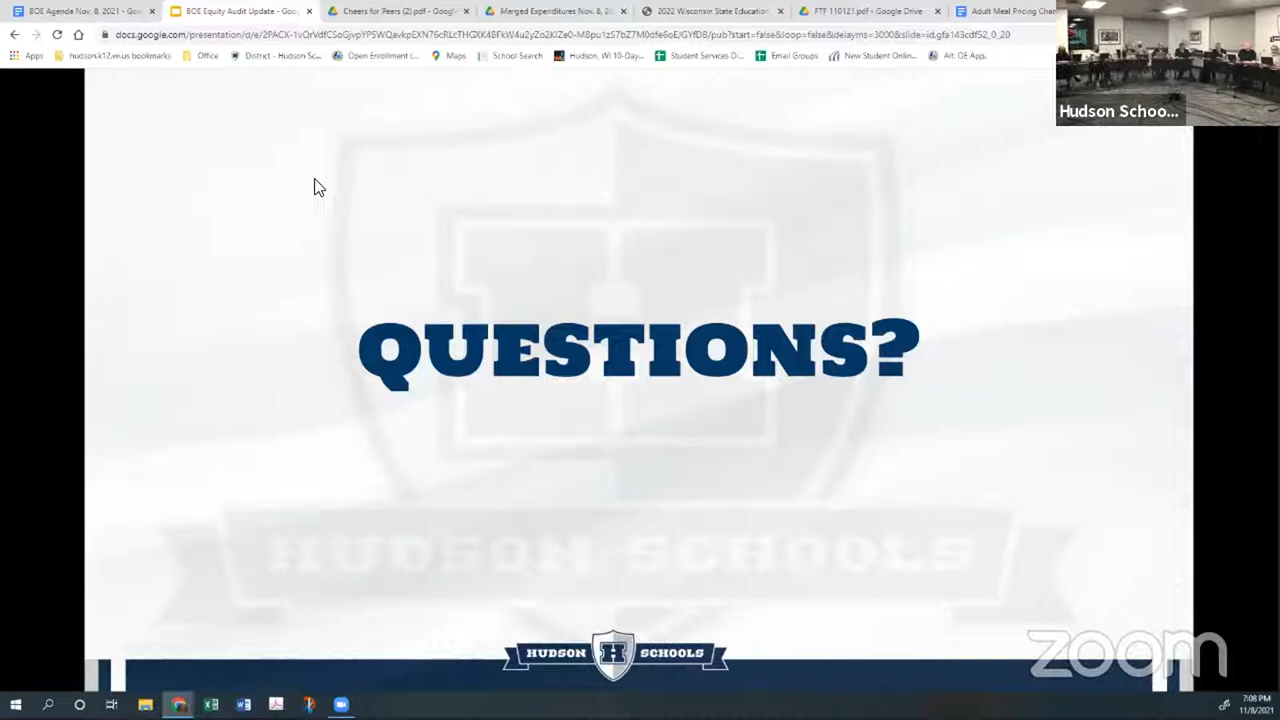 BOE Agenda Nov, 8, 2021 - Goo
BOE Equity Audit Update - Goo
Cheers for Peers (2).pdf - Googl
Merged Expenditures Nov. 8, 20
2022 Wisconsin State Education
FTF 110121.pdf - Google Drive
Adult Meal Pricing Chan
Apps
hudson.k12.wi.us bookmarks
Office
District - Hudson Sc...
Open Enrollment I...
Maps
School Search
Hudson, WI 10-Day...
Student Services Di...
Email Groups
New Student Onlin...
Alt. OE App.
Hudson Schoo...
QUESTIONS?
HUDSON SCHOOLS
HUDSON H SCHOOLS
zoom
7:08 PM
11/8/2021